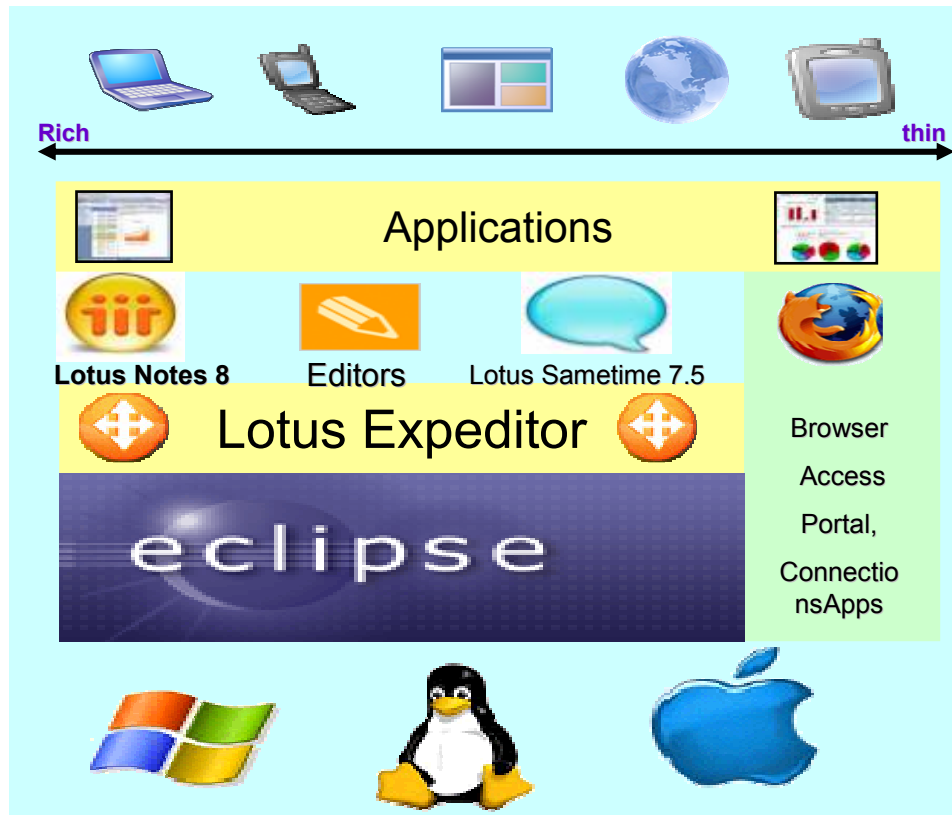 Rich
thin
Applications
Lotus Notes 8
Editors
Lotus Sametime 7.5
Lotus Expeditor
eclipse
Browser
Access
Portal,
Connectio
nsApps